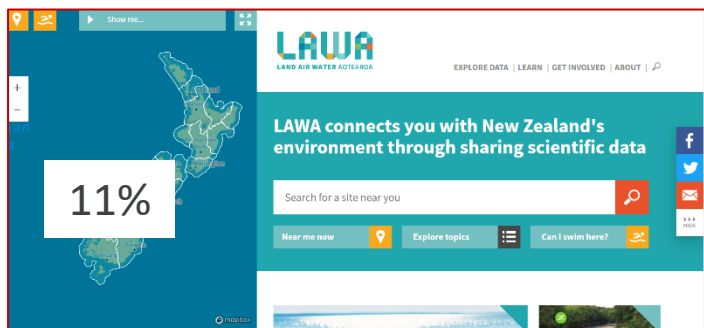 Show me...
LAWA
LAND AIR WATER AOTEAROA
EXPLORE DATA | LEARN | GET INVOLVED | ABOUT |
+
-
11%
LAWA connects you with New Zealand's
environment through sharing scientific data
Search for a site near you
Near me now
Explore topics
Can I swim here?
f
HIDE
mapbox